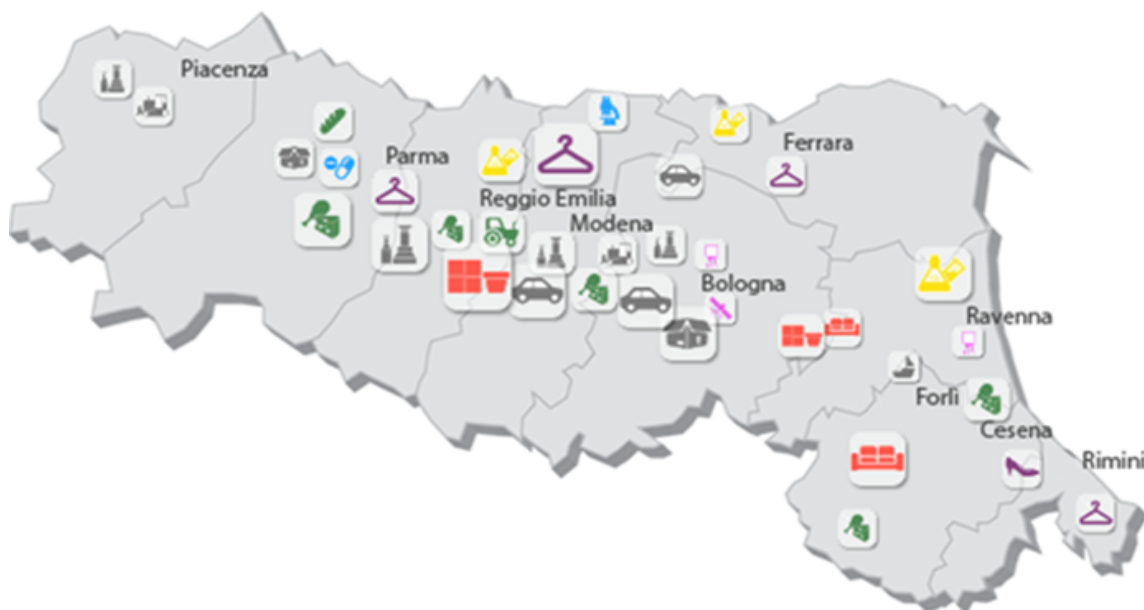 Piacenza
Ferrara
Parma
Reggio Emilia
Modena
Bologna
Ravenna
Forlì
Cesena
Rimini